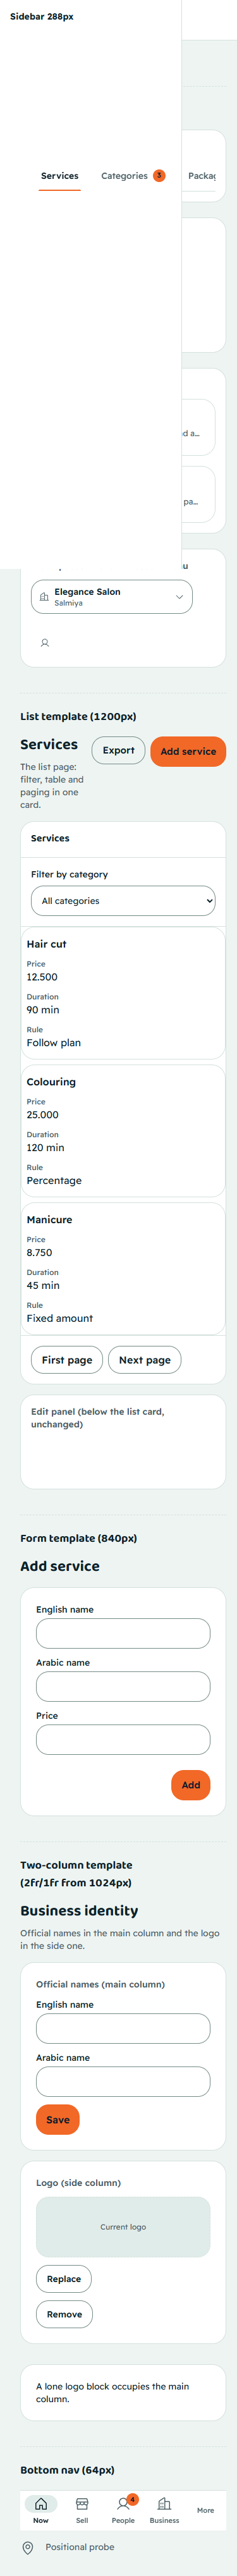 Sidebar 288px
Services
Categories 3
d a...
pa...
Elegance Salon
Salmiya
List template (1200px)
Services
Export
Add service
The list page:
filter, table and
paging in one
card.
Services
Filter by category
All categories
Hair cut
Price
12.500
Duration
90 min
Rule
Follow plan
Colouring
Price
25.000
Duration
120 min
Rule
Percentage
Manicure
Price
8.750
Duration
45 min
Rule
Fixed amount
First page
Next page
Edit panel (below the list card,
unchanged)
Form template (840px)
Add service
English name
Arabic name
Price
Add
Two-column template
(2fr/1fr from 1024px)
Business identity
Official names in the main column and the logo
in the side one.
Official names (main column)
English name
Arabic name
Save
Logo (side column)
Current logo
Replace
Remove
A lone logo block occupies the main
column.
Bottom nav (64px)
4
Now
Sell
People
Business
More
Positional probe